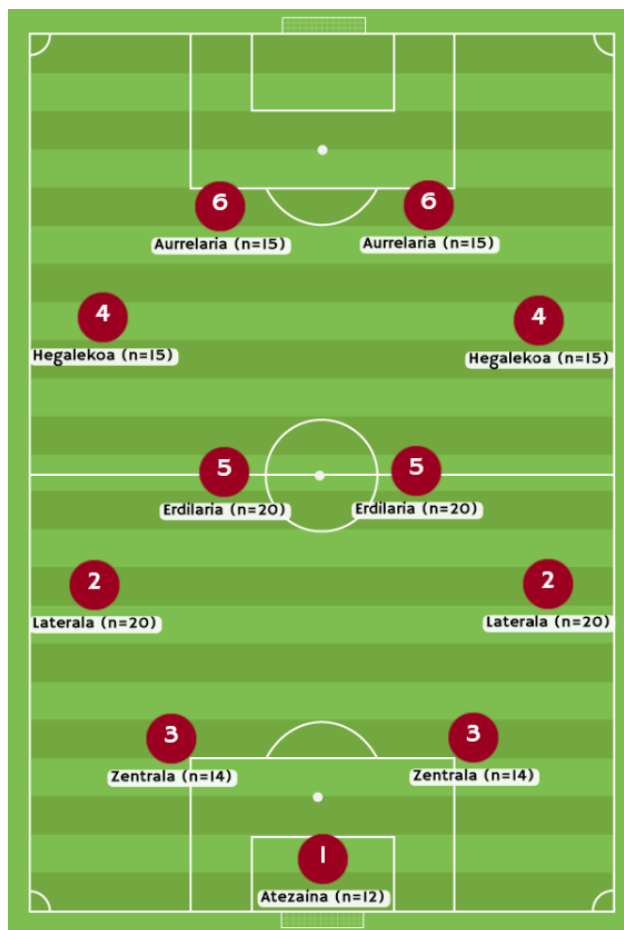 6 6
Aurrelaria (n=15) Aurrelaria (n=15)
4 4
Hegalekoa (n=15) Hegalekoa (n=15)
5 5
Erdilaria (n=20) Erdilaria (n=20)
2 2
Laterala (n=20) Laterala (n=20)
3 3
Zentrala (n=14) Zentrala (n=14)
1
Atezaina (n=12)